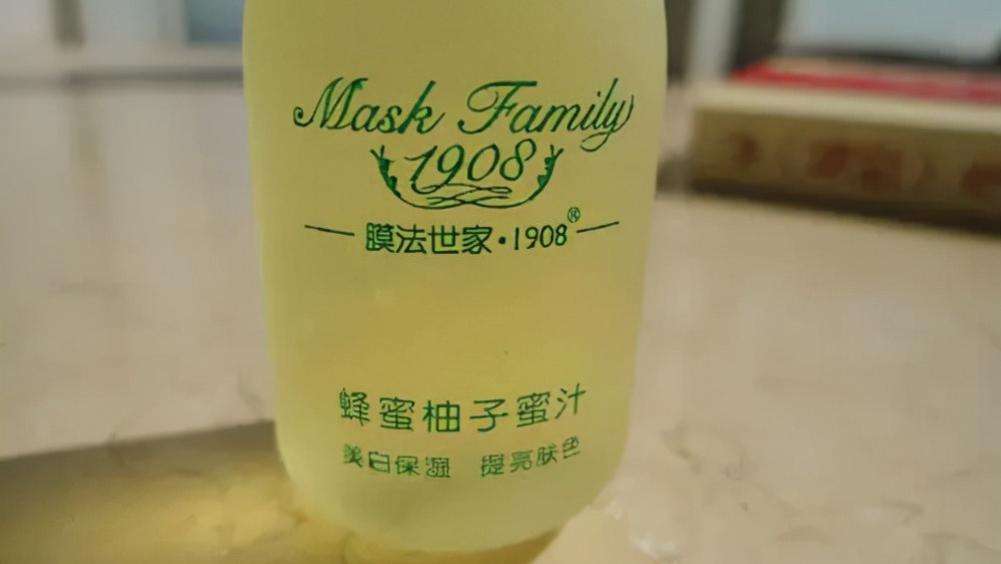 Mask Family
1908
膜法世家·1908®
蜂蜜柚子蜜汁
美白保湿 提亮肤色